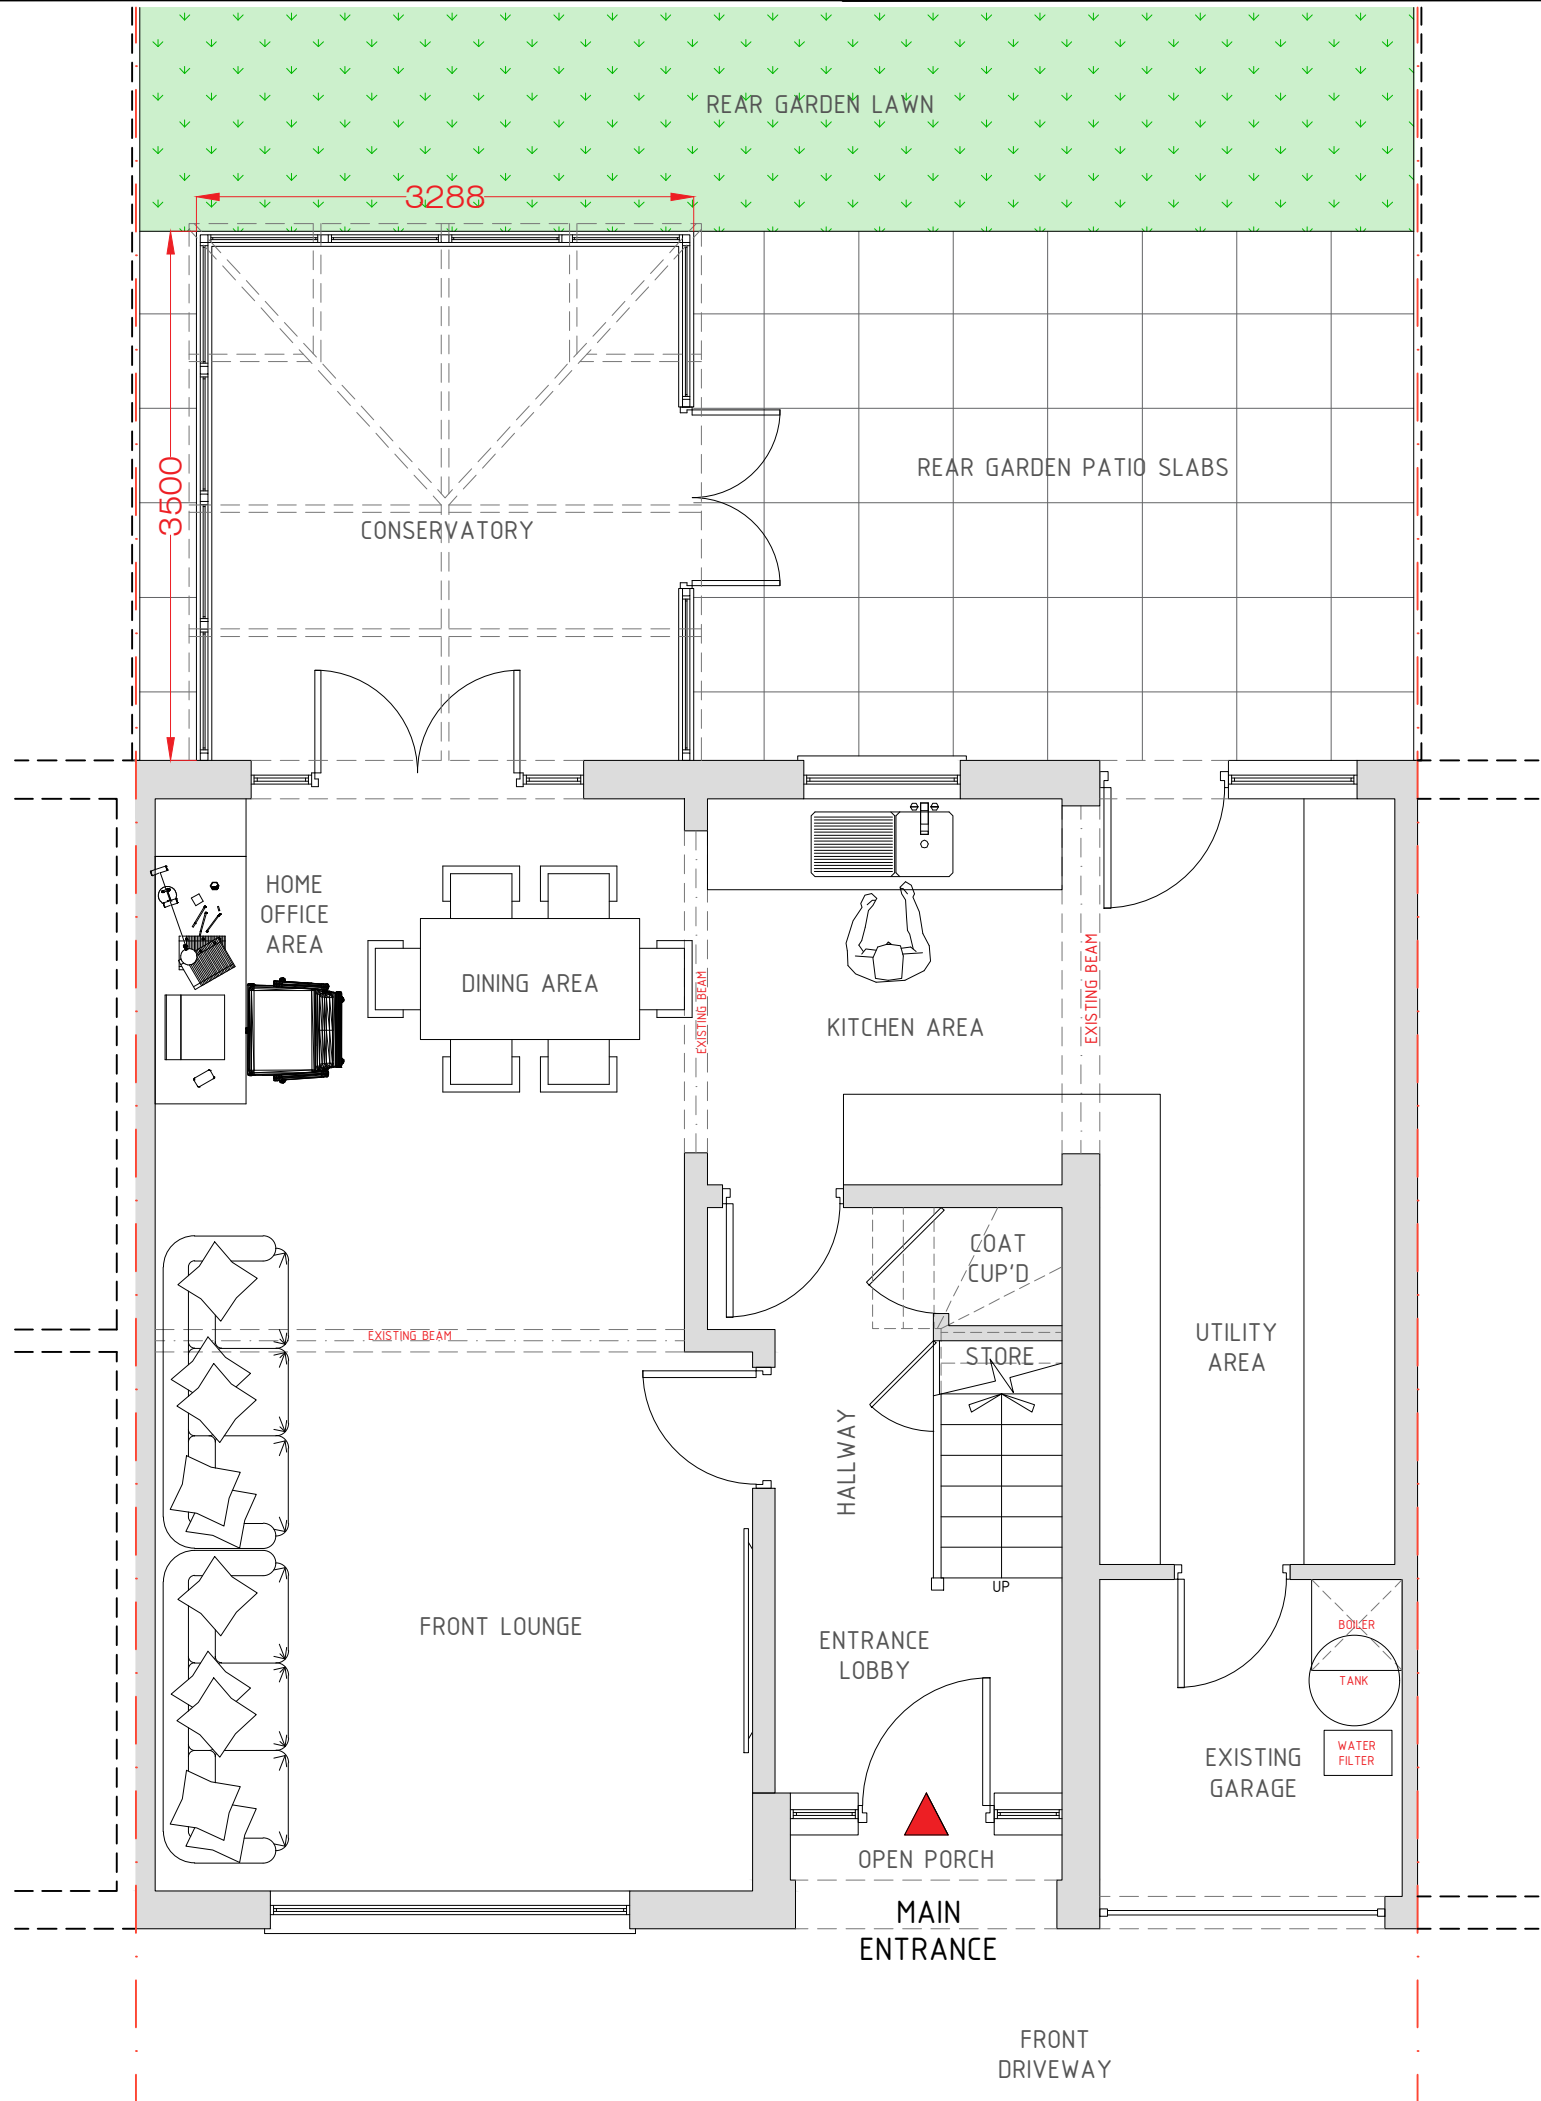 REAR GARDEN LAWN
3288
3500
REAR GARDEN PATIO SLABS
CONSERVATORY
HOME
OFFICE
AREA
DINING AREA
EXISTING BEAM
KITCHEN AREA
EXISTING BEAM
COAT
CUP'D
EXISTING BEAM
STORE
UTILITY
AREA
HALLWAY
UP
FRONT LOUNGE
ENTRANCE
LOBBY
BOILER
TANK
WATER
FILTER
EXISTING
GARAGE
OPEN PORCH
MAIN
ENTRANCE
FRONT
DRIVEWAY